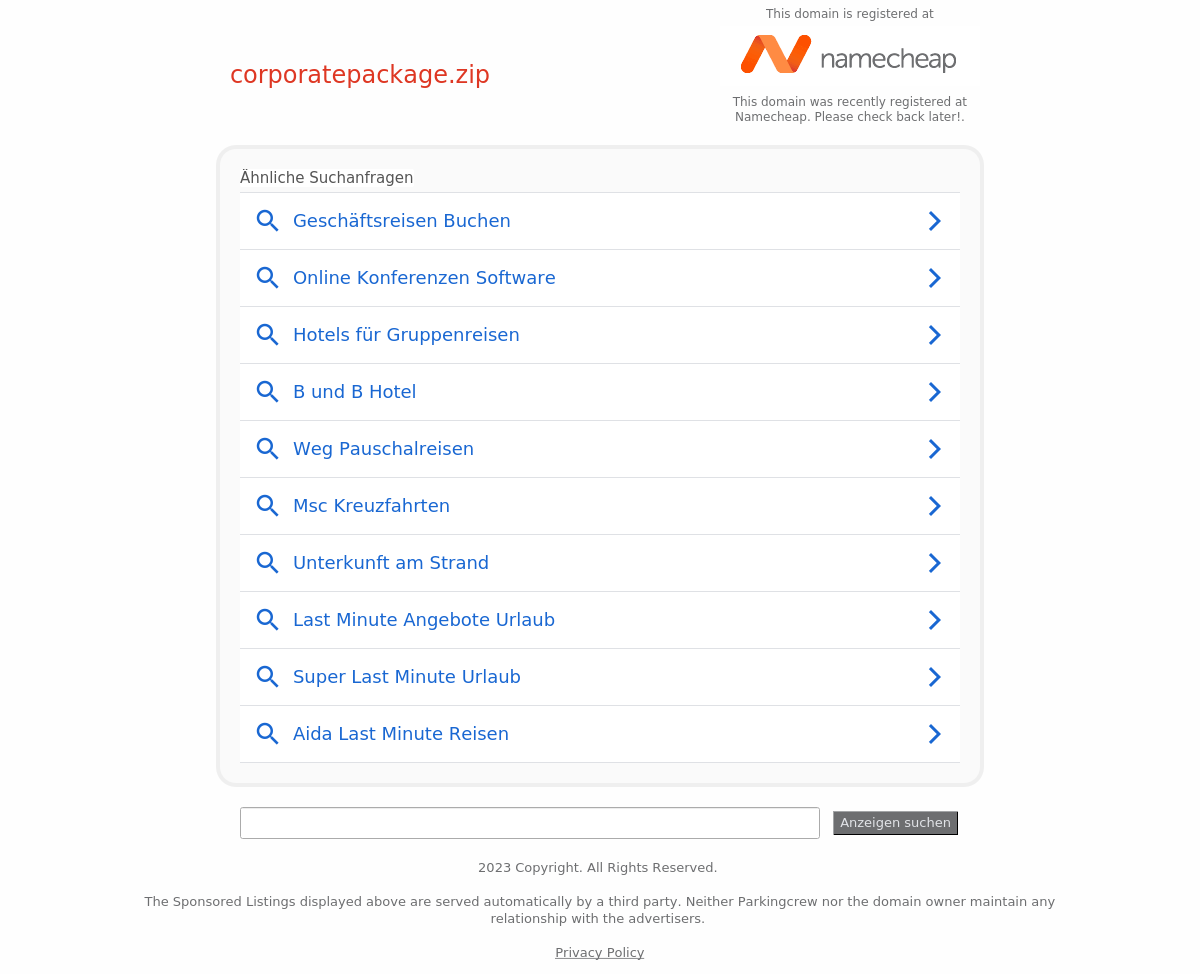 This domain is registered at
namecheap
corporatepackage.zip
This domain was recently registered at
Namecheap. Please check back later!.
Ähnliche Suchanfragen
Geschäftsreisen Buchen
Online Konferenzen Software
Hotels für Gruppenreisen
B und B Hotel
Weg Pauschalreisen
Msc Kreuzfahrten
Unterkunft am Strand
Last Minute Angebote Urlaub
Super Last Minute Urlaub
Aida Last Minute Reisen
Anzeigen suchen
2023 Copyright. All Rights Reserved.
The Sponsored Listings displayed above are served automatically by a third party. Neither Parkingcrew nor the domain owner maintain any
relationship with the advertisers.
Privacy Policy